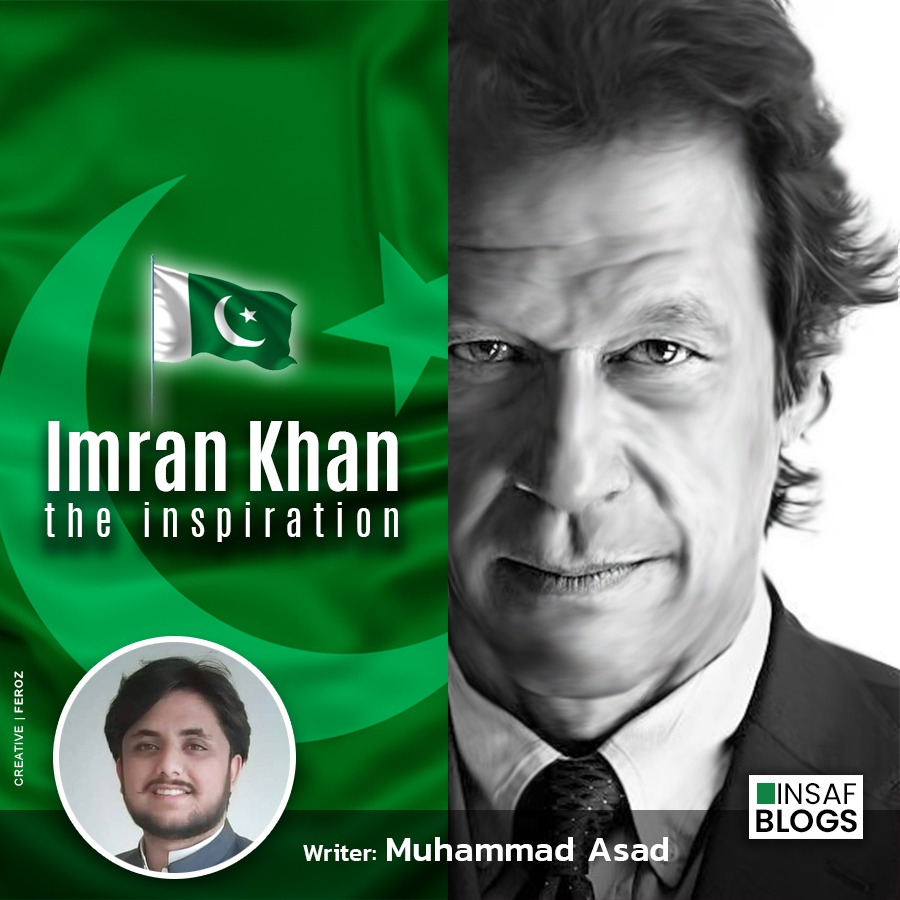 Imran Khan
the inspiration
CREATIVE | FEROZ
Writer: Muhammad Asad
INSAF
BLOGS